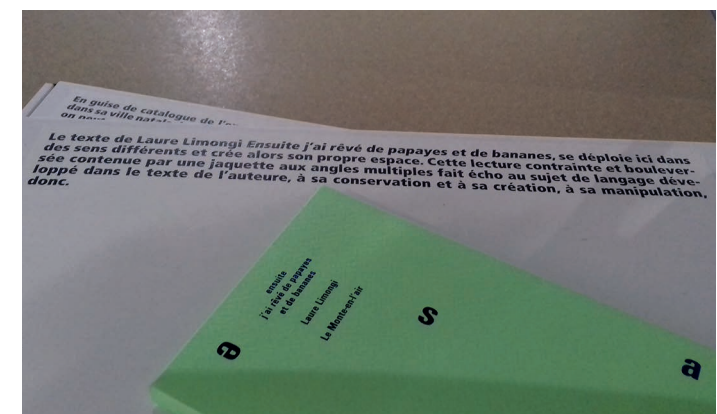 En guise de catalogue de l'
dans sa ville natale
on peut
Le texte de Laure Limongi Ensuite j'ai rêvé de papayes et de bananes, se déploie ici dans
des sens différents et crée alors son propre espace. Cette lecture contrainte etboulever-
sée contenue par une jaquette aux angles multiples fait écho au sujet de langage déve-
loppé dans le texte de l'auteure, à sa conservation et à sa création, à sa manipulation,
donc.
ensuite
j'ai rêvé de papayes
et de bananes
Laure Limongi
Le Monte-en-l'air
a
s
a